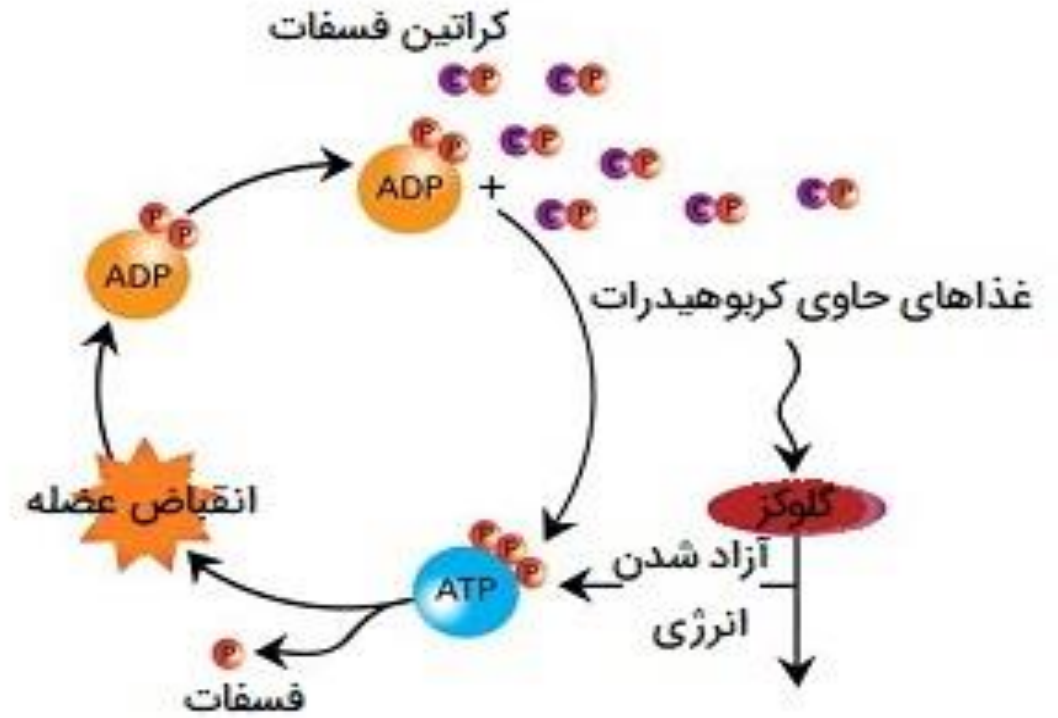 کراتین فسفات
C P
C P
P P
C P
ADP +
C P
C P
C P
C P
P P
ADP
غذاهای حاوی کربوهیدرات
انقباض عضله
گلوکز
P P P
آزاد شدن
ATP
انرژی
P
فسفات